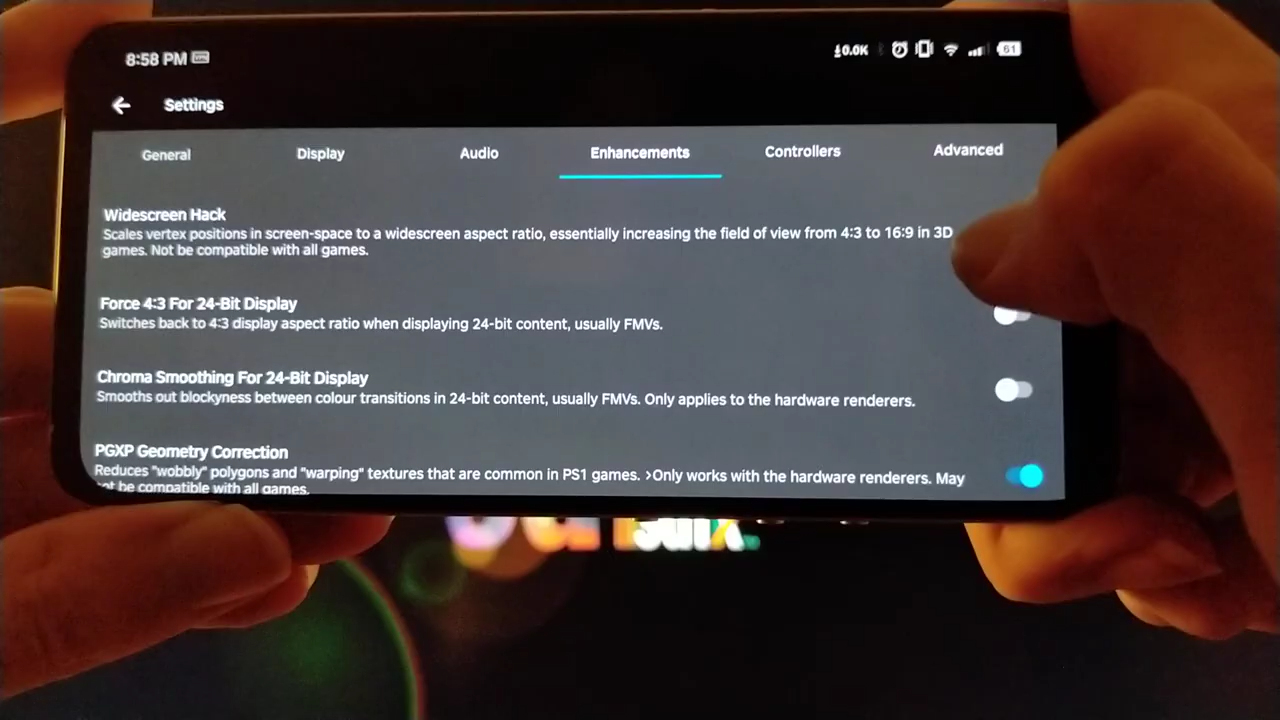 8:58 PM
0.0K
61
Settings
General Display Audio Enhancements Controllers Advanced
Widescreen Hack
Scales vertex positions in screen-space to a widescreen aspect ratio, essentially increasing the field of view from 4:3 to 16:9 in 3D
games. Not be compatible with all games.
Force 4:3 For 24-Bit Display
Switches back to 4:3 display aspect ratio when displaying 24-bit content, usually FMVs.
Chroma Smoothing For 24-Bit Display
Smooths out blockyness between colour transitions in 24-bit content, usually FMVs. Only applies to the hardware renderers.
PGXP Geometry Correction
Reduces "wobbly" polygons and "warping" textures that are common in PS1 games. >Only works with the hardware renderers. May
not be compatible with all games.